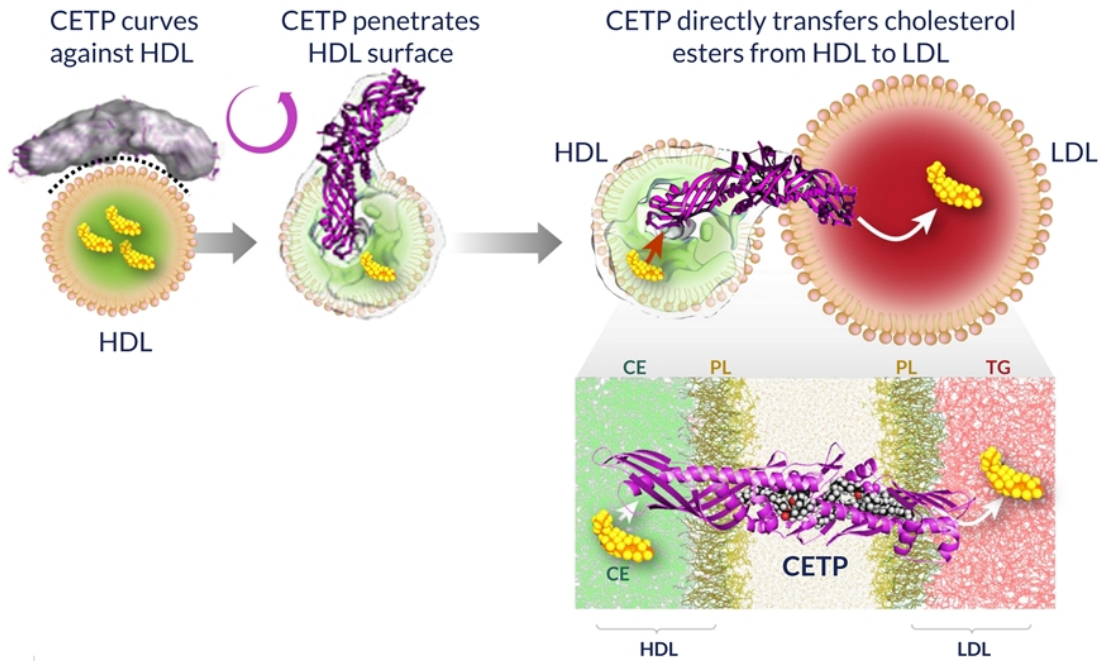 CETP curves
against HDL
CETP penetrates
HDL surface
CETP directly transfers cholesterol
esters from HDL to LDL
HDL
HDL
LDL
CE
PL
PL
TG
CE
CETP
HDL
LDL